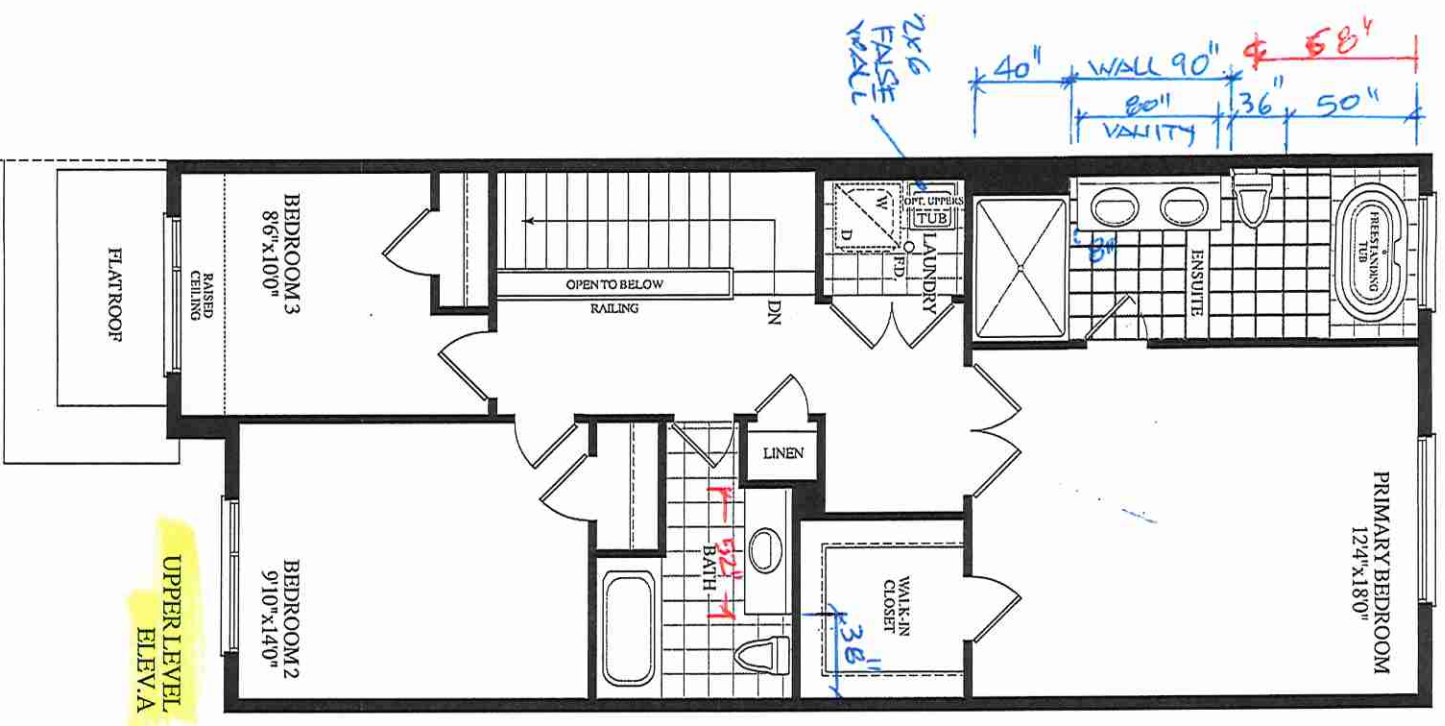 68"
40"
WALL 90"
36"
50"
80"
VANITY
2x6
FALSE
WALL
BEDROOM 3
8'6"x10'0"
RAISED
CEILING
FLAT ROOF
OPEN TO BELOW
RAILING
DN
W
D
OPT. UPPERS
TUB
F.D.
LAUNDRY
8"
ENSUITE
FREESTANDING
TUB
LINEN
PRIMARY BEDROOM
12'4"x18'0"
WALK-IN
CLOSET
52"
BATH
38"
BEDROOM 2
9'10"x14'0"
UPPER LEVEL
ELEV. A